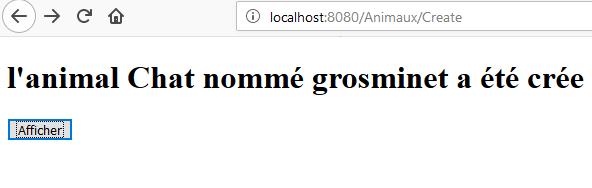 localhost:8080/Animaux/Create
l'animal Chat nommé grosminet a été crée
Afficher